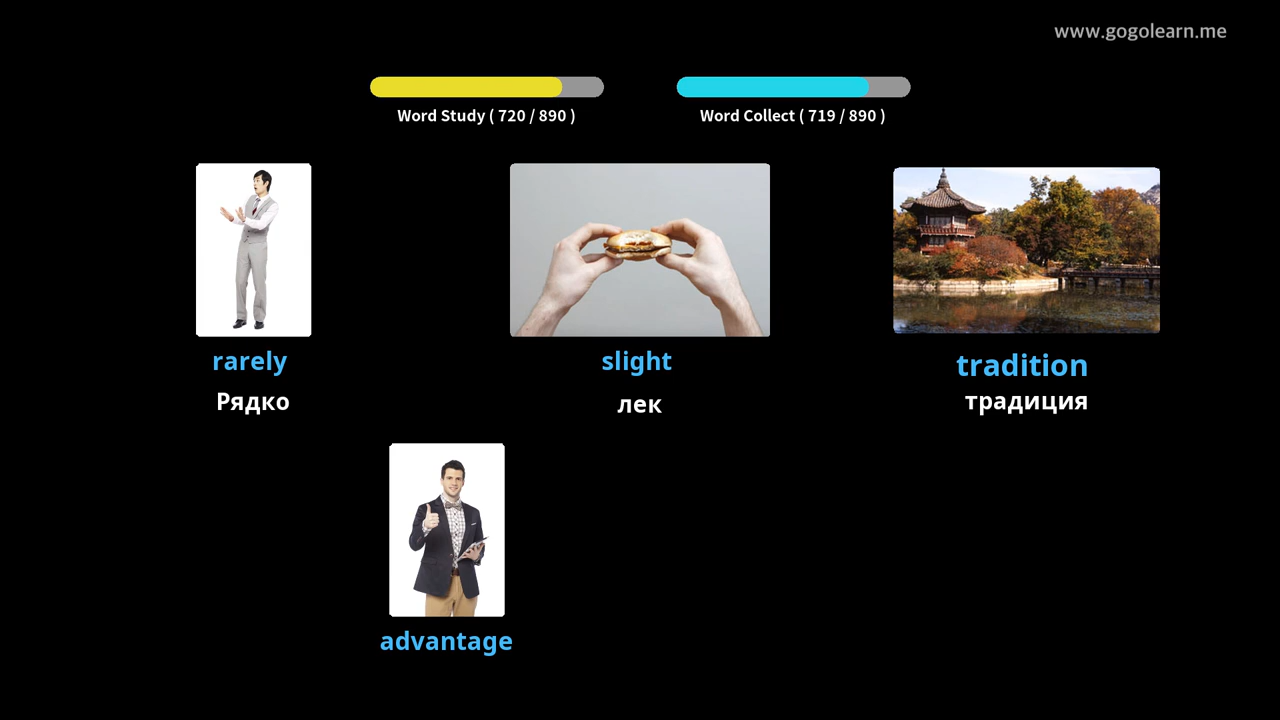 www.gogolearn.me
Word Study ( 720 / 890 )
Word Collect ( 719 / 890 )
rarely
Рядко
slight
лек
tradition
традиция
advantage